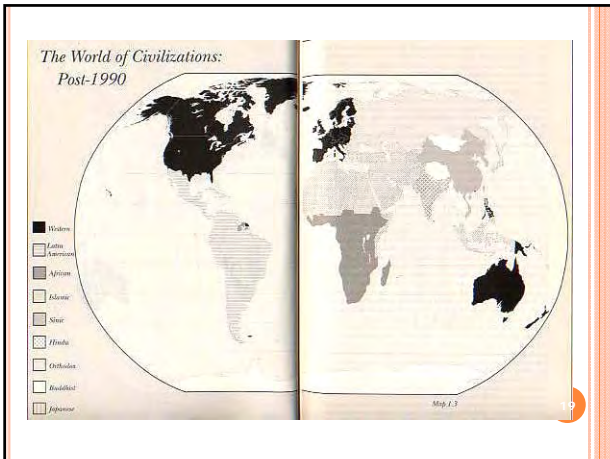 The World of Civilizations:
Post-1990
Western
Latin
American
African
Islamic
Sinic
Hindu
Orthodox
Buddhist
Japanese
Map 1.3
19